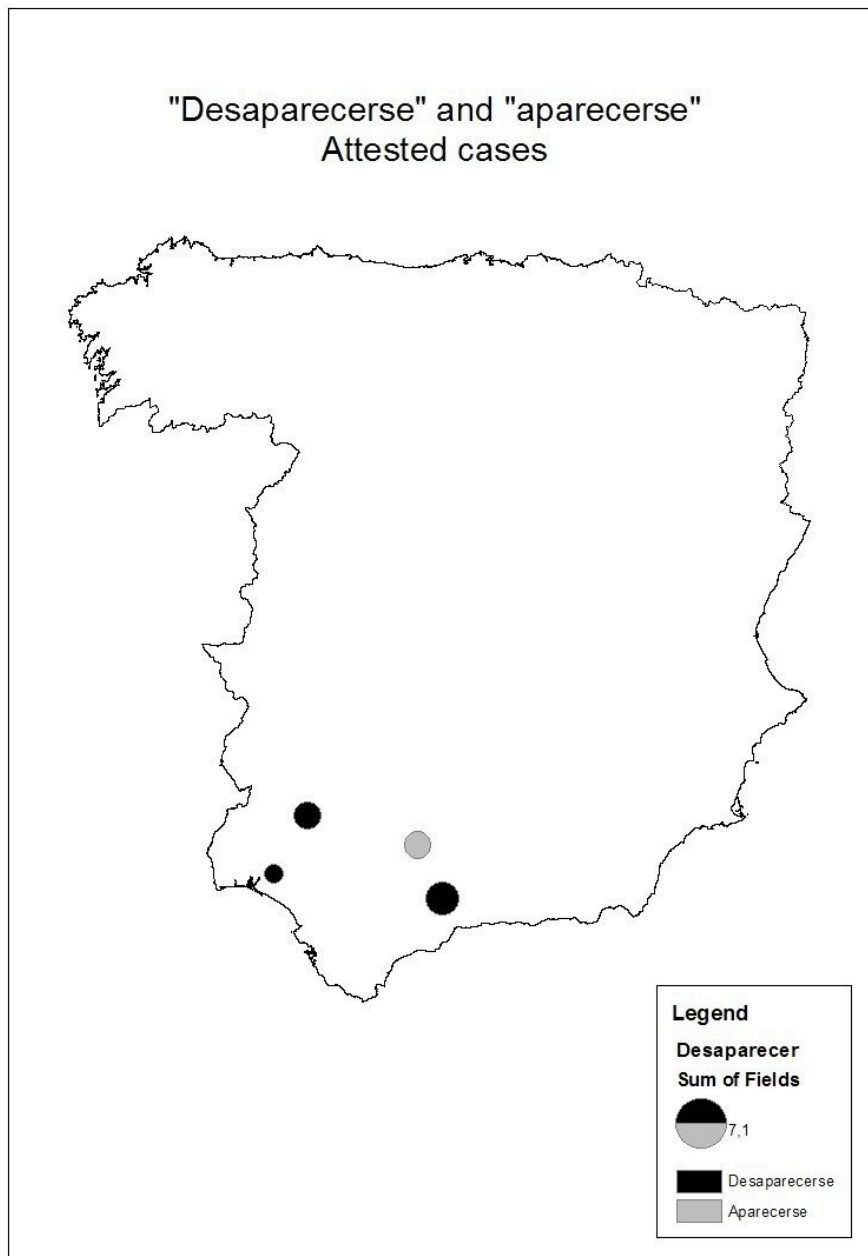 "Desaparecerse" and "aparecerse"
Attested cases
Legend
Desaparecer
Sum of Fields
7,1
Desaparecerse
Aparecerse